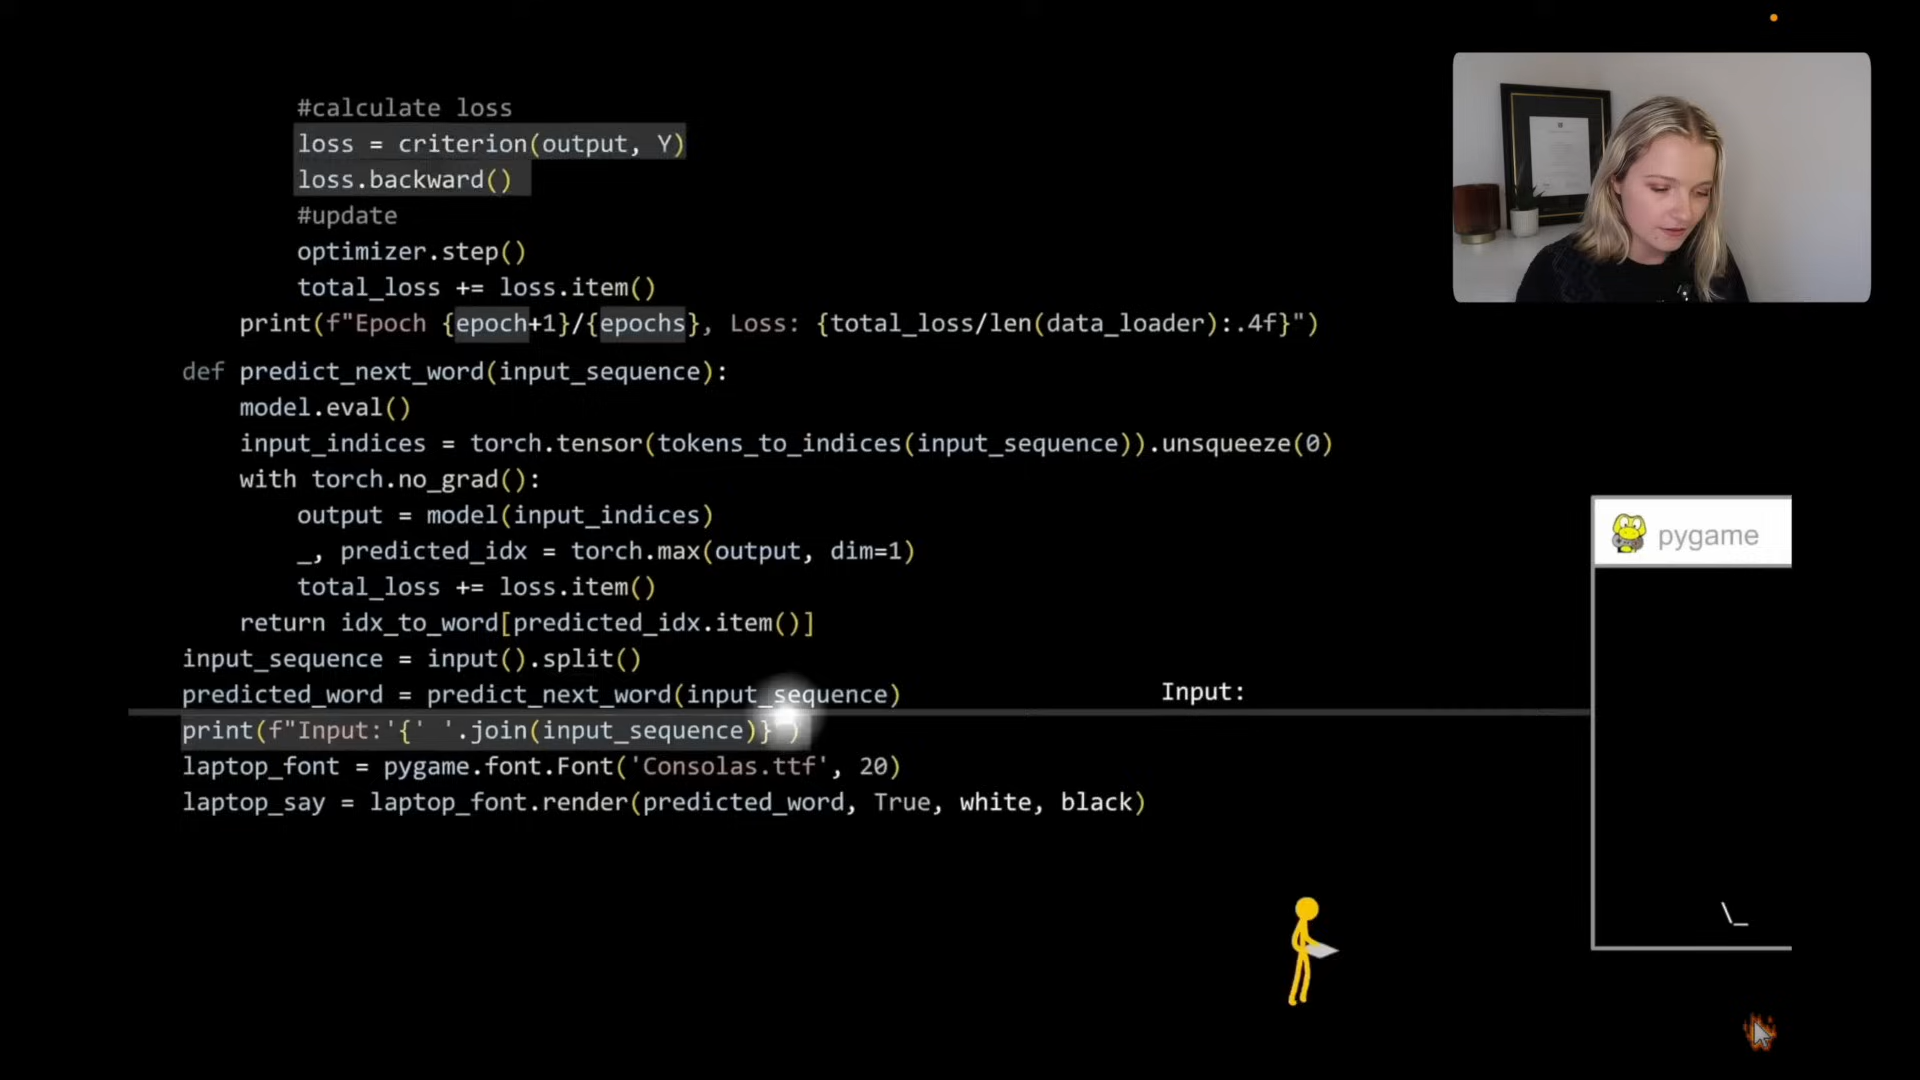 #calculate loss
loss = criterion(output, Y)
loss.backward()
#update
optimizer.step()
total_loss += loss.item()
print(f"Epoch {epoch+1}/{epochs}, Loss: {total_loss/len(data_loader):.4f}")
def predict_next_word(input_sequence):
model.eval()
input_indices = torch.tensor(tokens_to_indices(input_sequence)).unsqueeze(0)
with torch.no_grad():
output = model(input_indices)
_, predicted_idx = torch.max(output, dim=1)
total_loss += loss.item()
return idx_to_word[predicted_idx.item()]
input_sequence = input().split()
predicted_word = predict_next_word(input_sequence)
print(f"Input:'{' '.join(input_sequence)}'")
laptop_font = pygame.font.Font('Consolas.ttf', 20)
laptop_say = laptop_font.render(predicted_word, True, white, black)
Input:
pygame
\_